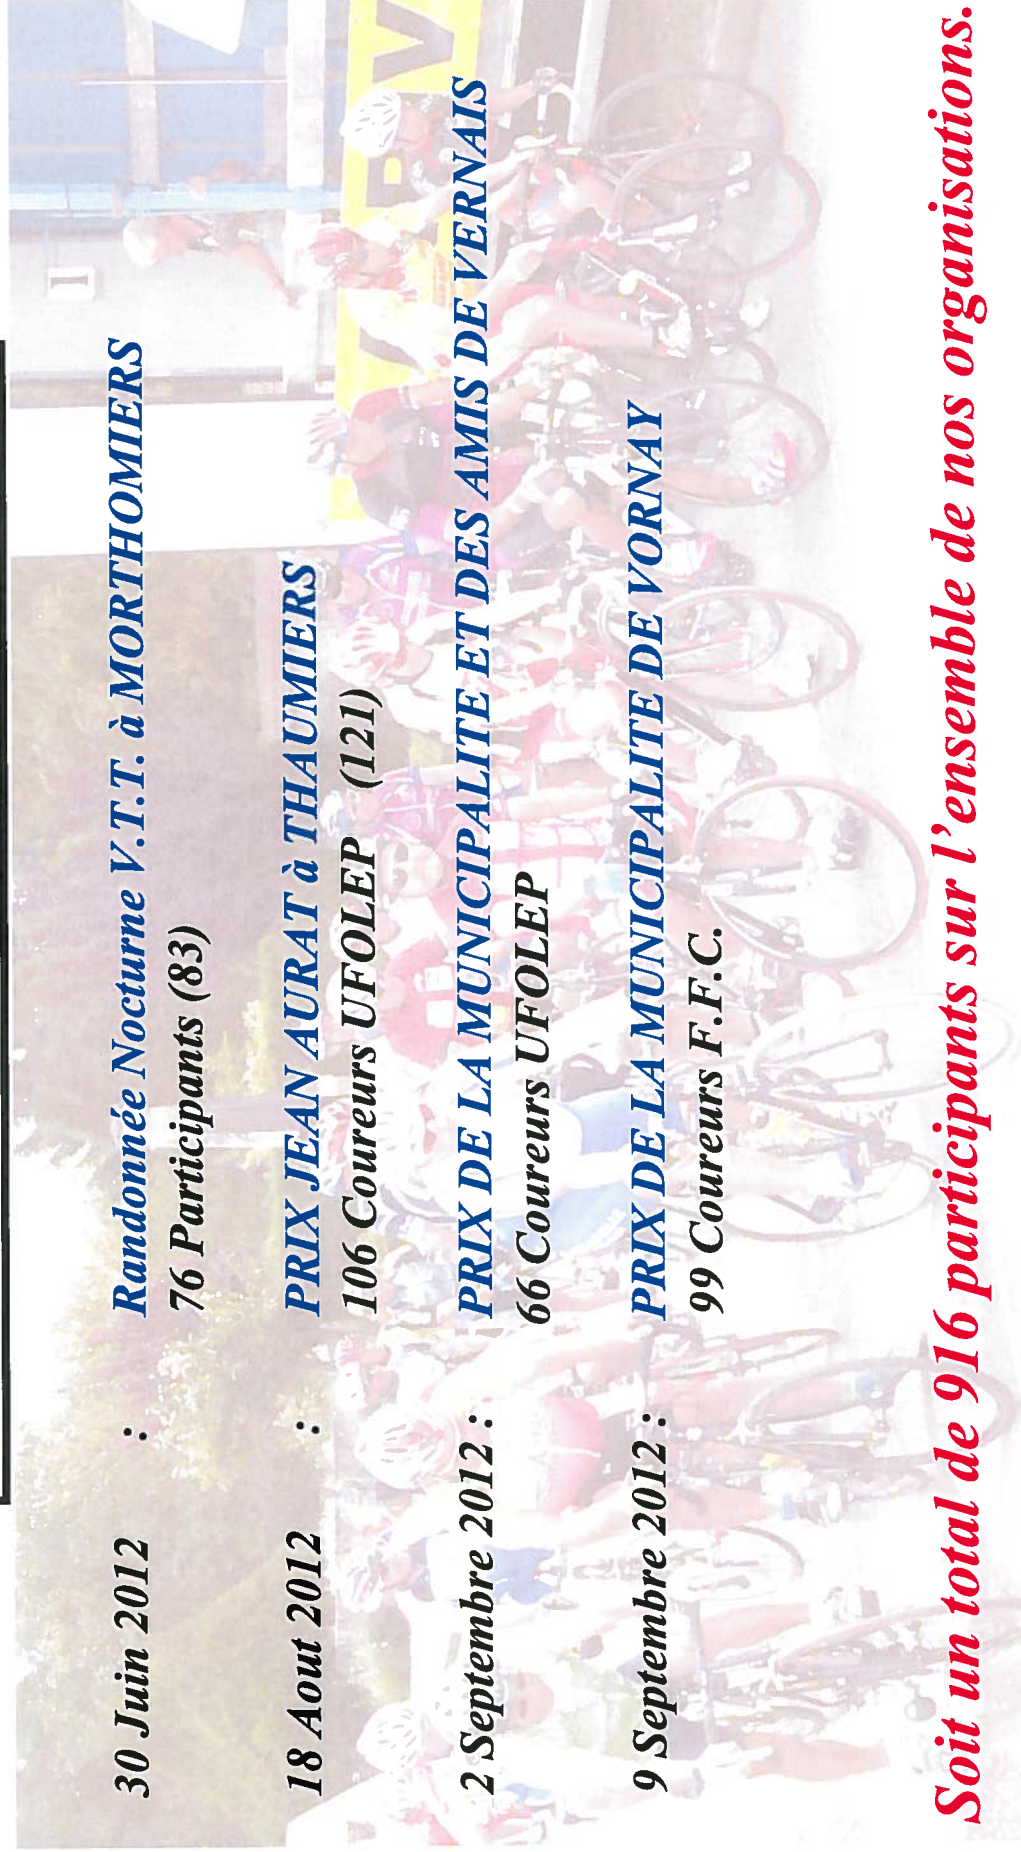 30 Juin 2012 : Randonnée Nocturne V.T.T. à MORTHOMIERS
76 Participants (83)
18 Aout 2012 : PRIX JEAN AURAT à THAUMIERS
106 Coureurs UFOLEP (121)
2 Septembre 2012 : PRIX DE LA MUNICIPALITE ET DES AMIS DE VERNAIS
66 Coureurs UFOLEP
9 Septembre 2012 : PRIX DE LA MUNICIPALITE DE VORNAY
99 Coureurs F.F.C.
Soit un total de 916 participants sur l'ensemble de nos organisations.